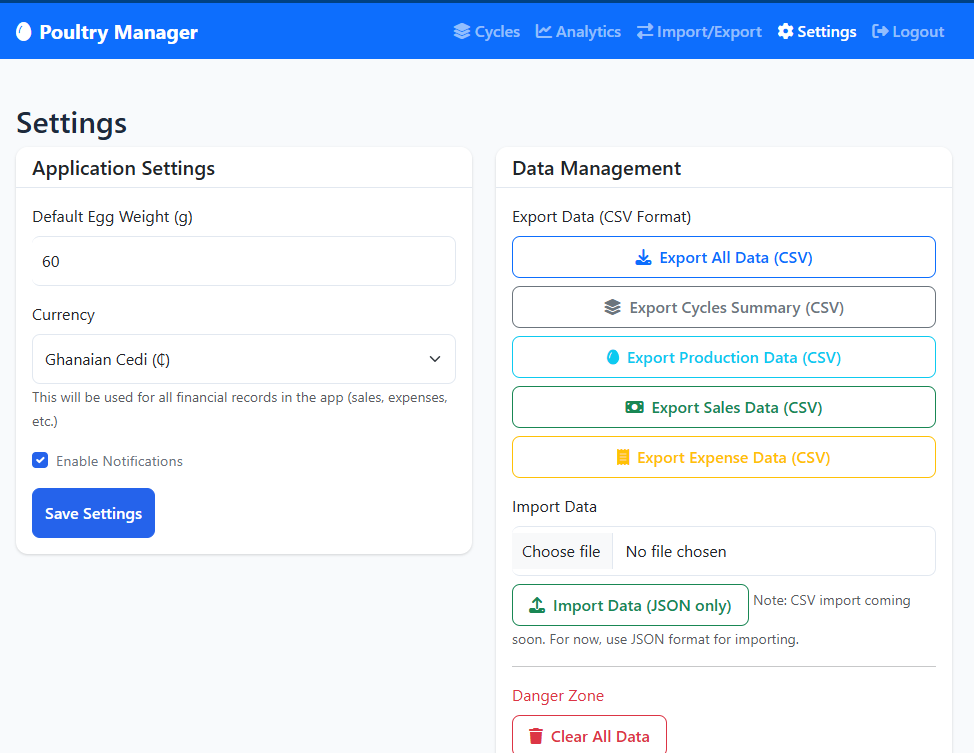 Poultry Manager
Cycles
Analytics
Import/Export
Settings
Logout
Settings
Application Settings
Default Egg Weight (g)
60
Currency
Ghanaian Cedi (₵)
This will be used for all financial records in the app (sales, expenses,
etc.)
Enable Notifications
Save Settings
Data Management
Export Data (CSV Format)
Export All Data (CSV)
Export Cycles Summary (CSV)
Export Production Data (CSV)
Export Sales Data (CSV)
Export Expense Data (CSV)
Import Data
Choose file No file chosen
Import Data (JSON only) Note: CSV import coming
soon. For now, use JSON format for importing.
Danger Zone
Clear All Data